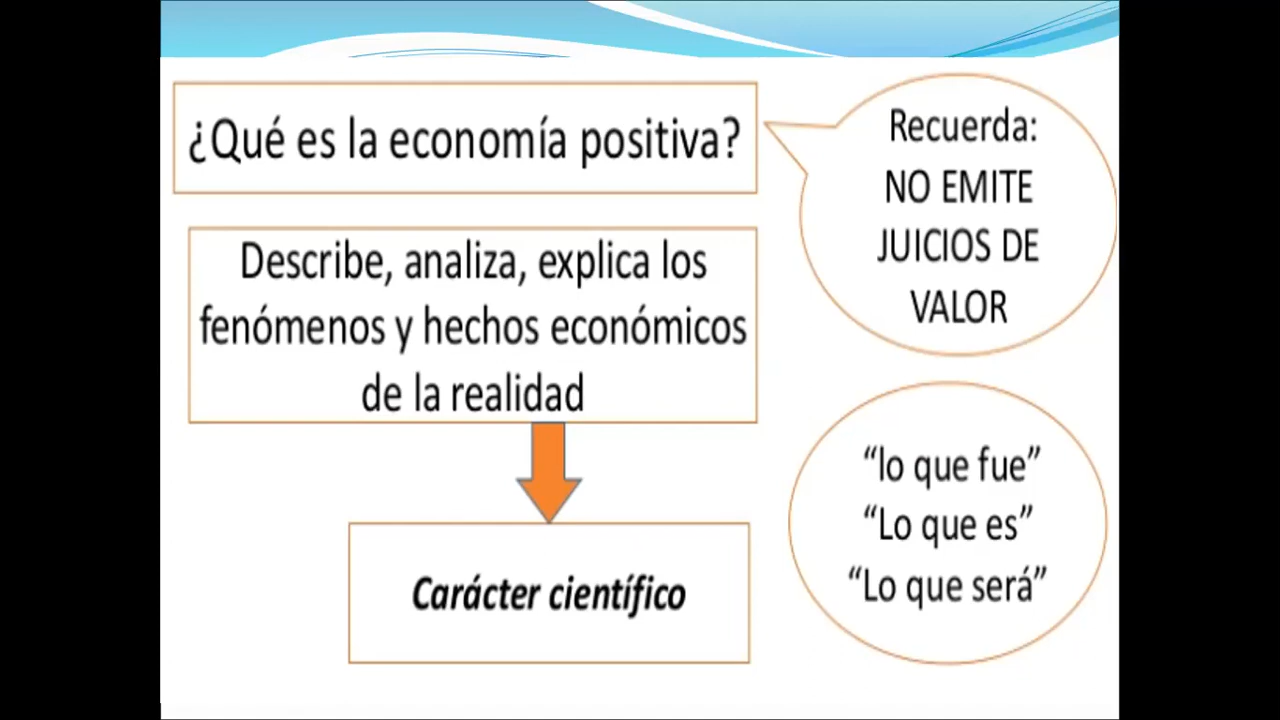 ¿Qué es la economía positiva?
Recuerda:
NO EMITE
JUICIOS DE
VALOR
Describe, analiza, explica los
fenómenos y hechos económicos
de la realidad
"lo que fue"
"Lo que es"
"Lo que será"
Carácter científico